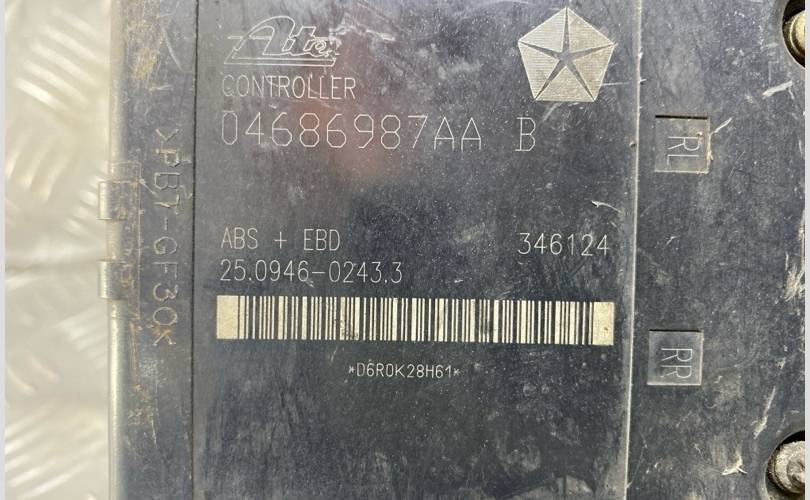 Ate
CONTROLLER
04686987AA B
ABS + EBD 346124
25.0946-0243.3
*D6R0K28H61*
>PBT-GF30<
RL
RR